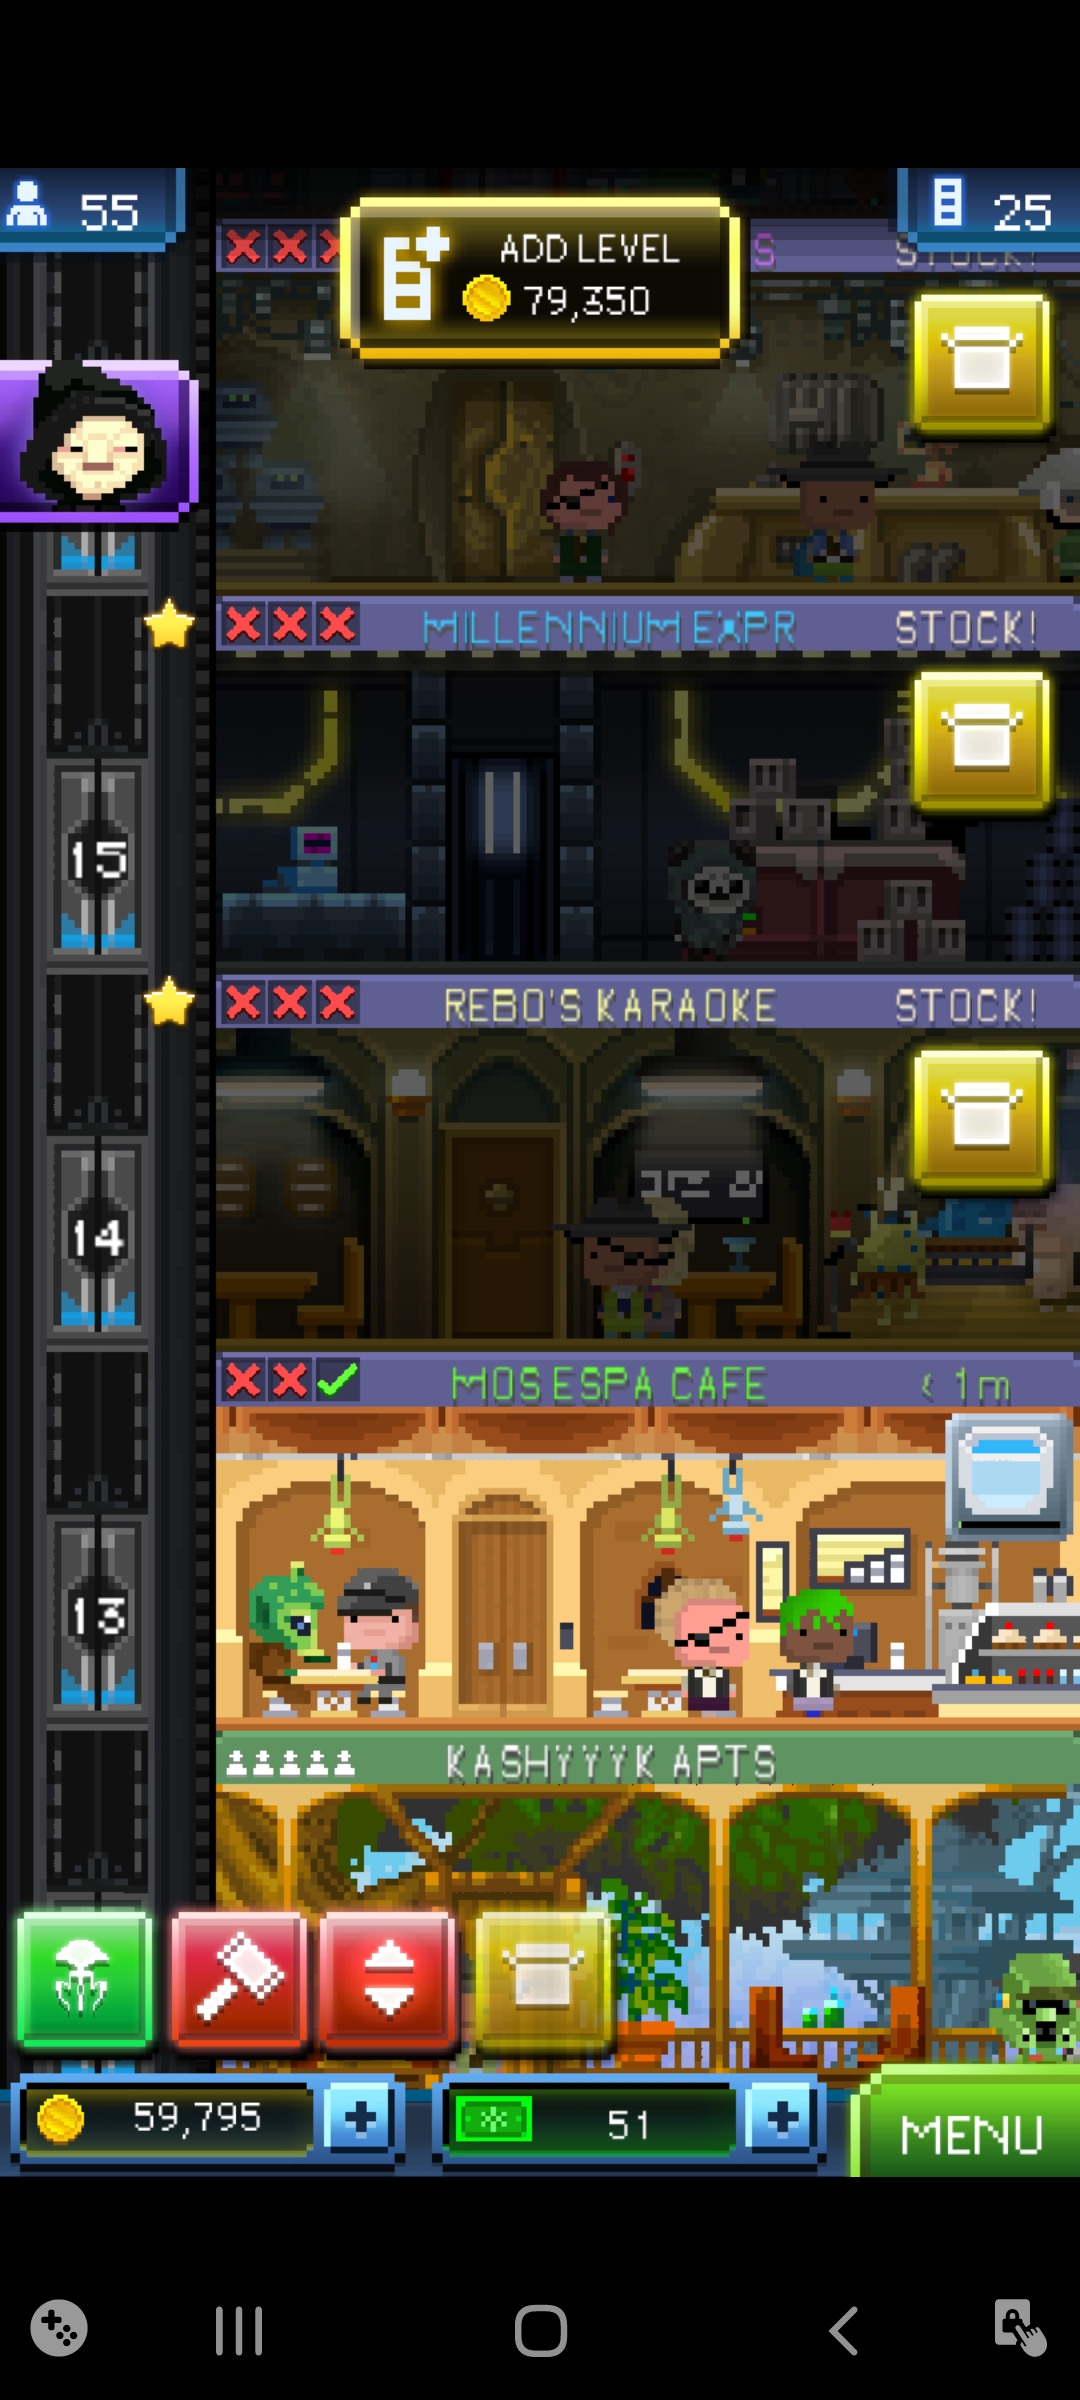 55
ADD LEVEL
79,350
25
S
STOCK!
MILLENNIUM EXPR
STOCK!
15
REBO'S KARAOKE
STOCK!
14
MOS ESPA CAFE
< 1m
13
KASHYYYK APTS
59,795
51
MENU